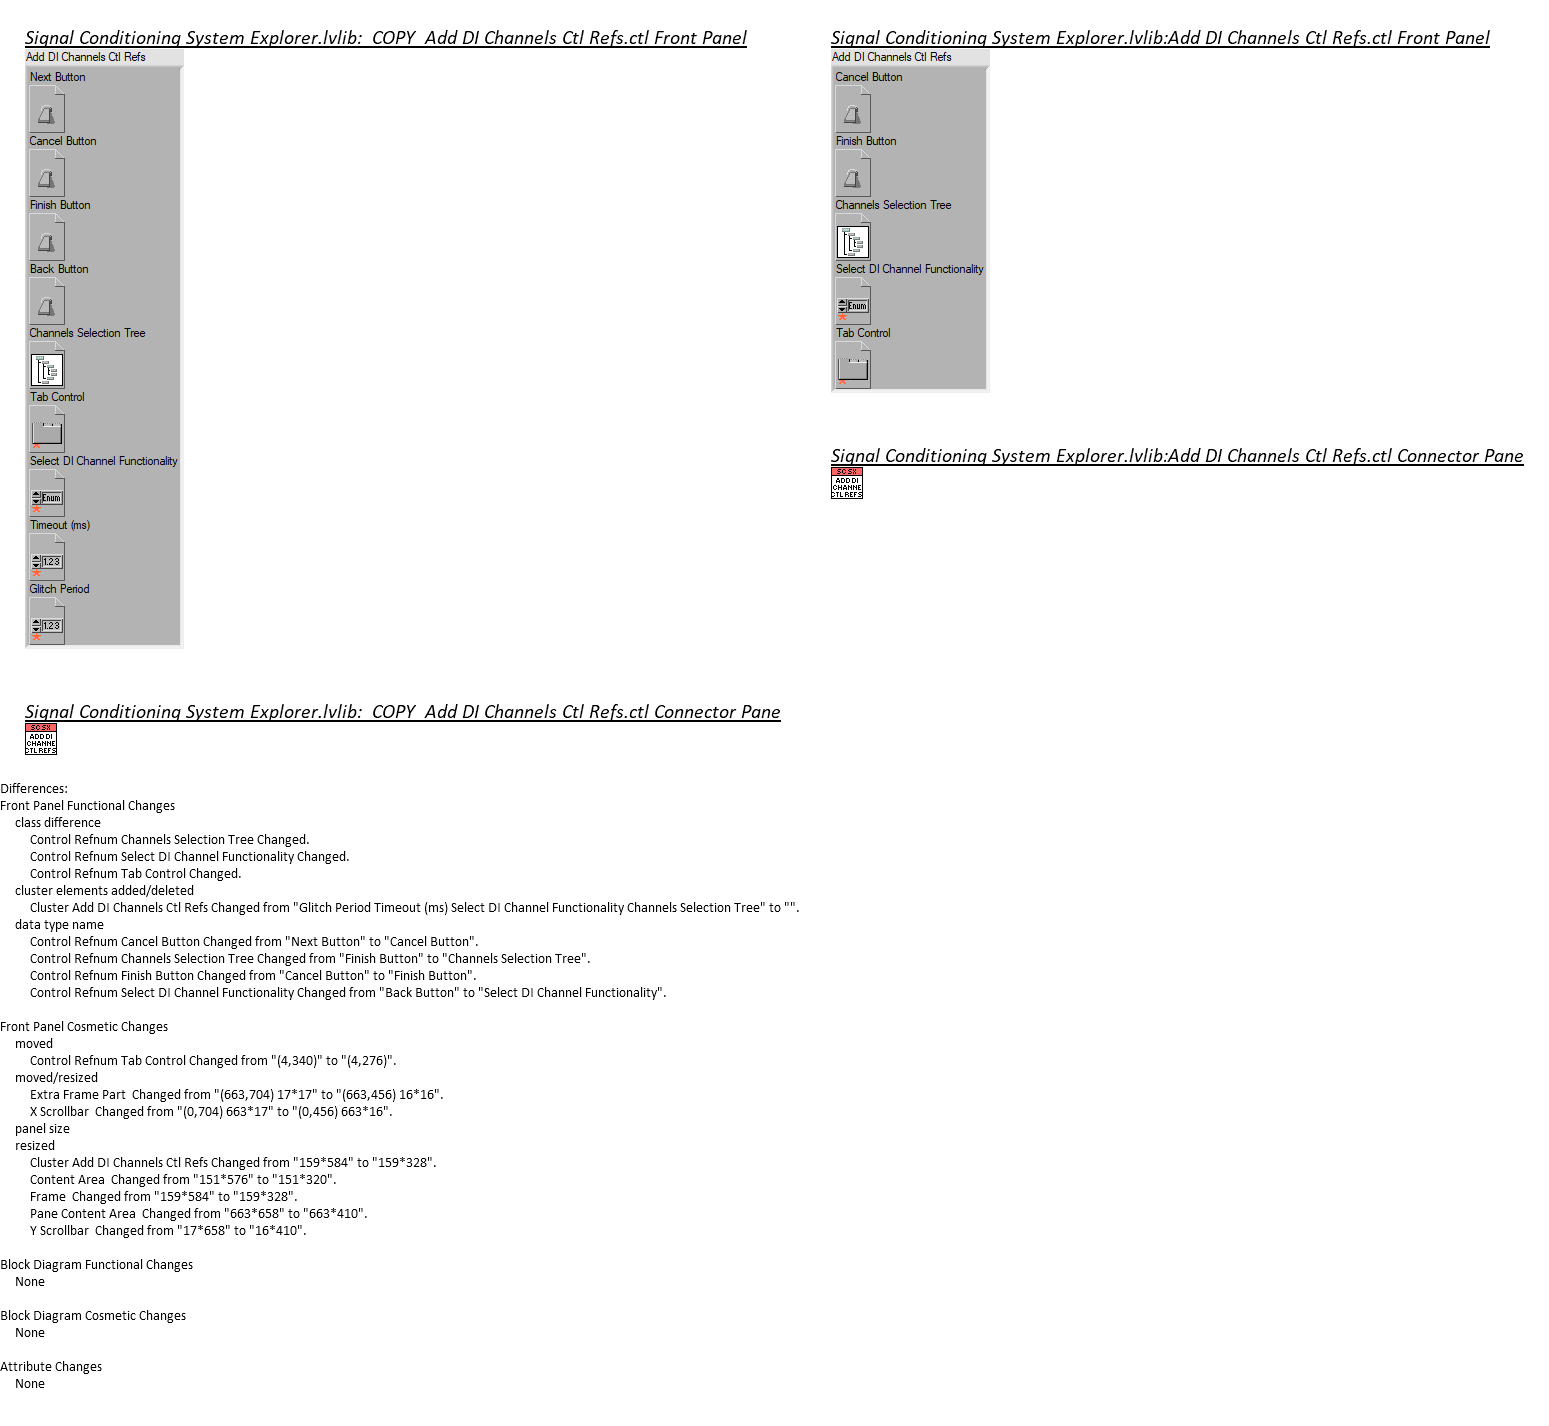 Signal Conditioning System Explorer.lvlib:  COPY  Add DI Channels Ctl Refs.ctl Front Panel
Add DI Channels Ctl Refs
Next Button
Cancel Button
Finish Button
Back Button
Channels Selection Tree
Tab Control
Select DI Channel Functionality
Enum
Timeout (ms)
1.23
Glitch Period
1.23
Signal Conditioning System Explorer.lvlib:  COPY  Add DI Channels Ctl Refs.ctl Connector Pane
SC SX
ADD DI
CHANNE
CTL REFS
Signal Conditioning System Explorer.lvlib:Add DI Channels Ctl Refs.ctl Front Panel
Add DI Channels Ctl Refs
Cancel Button
Finish Button
Channels Selection Tree
Select DI Channel Functionality
Enum
Tab Control
Signal Conditioning System Explorer.lvlib:Add DI Channels Ctl Refs.ctl Connector Pane
SC SX
ADD DI
CHANNE
CTL REFS
Differences:
Front Panel Functional Changes
class difference
Control Refnum Channels Selection Tree Changed.
Control Refnum Select DI Channel Functionality Changed.
Control Refnum Tab Control Changed.
cluster elements added/deleted
Cluster Add DI Channels Ctl Refs Changed from "Glitch Period Timeout (ms) Select DI Channel Functionality Channels Selection Tree" to "".
data type name
Control Refnum Cancel Button Changed from "Next Button" to "Cancel Button".
Control Refnum Channels Selection Tree Changed from "Finish Button" to "Channels Selection Tree".
Control Refnum Finish Button Changed from "Cancel Button" to "Finish Button".
Control Refnum Select DI Channel Functionality Changed from "Back Button" to "Select DI Channel Functionality".
Front Panel Cosmetic Changes
moved
Control Refnum Tab Control Changed from "(4,340)" to "(4,276)".
moved/resized
Extra Frame Part  Changed from "(663,704) 17*17" to "(663,456) 16*16".
X Scrollbar  Changed from "(0,704) 663*17" to "(0,456) 663*16".
panel size
resized
Cluster Add DI Channels Ctl Refs Changed from "159*584" to "159*328".
Content Area  Changed from "151*576" to "151*320".
Frame  Changed from "159*584" to "159*328".
Pane Content Area  Changed from "663*658" to "663*410".
Y Scrollbar  Changed from "17*658" to "16*410".
Block Diagram Functional Changes
None
Block Diagram Cosmetic Changes
None
Attribute Changes
None